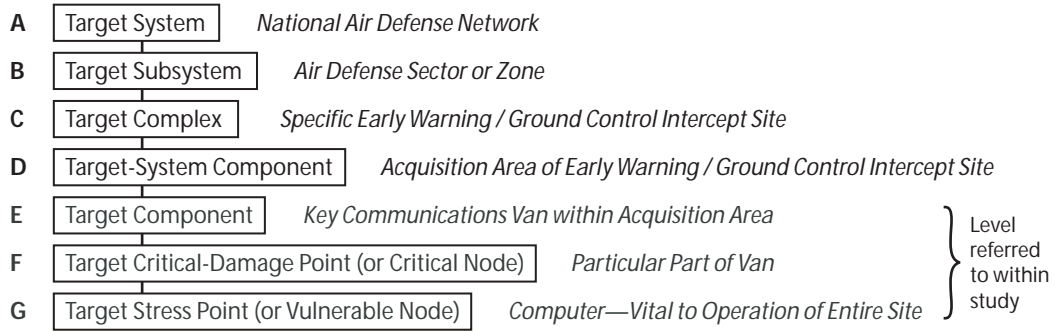 A Target System National Air Defense Network
B Target Subsystem Air Defense Sector or Zone
C Target Complex Specific Early Warning / Ground Control Intercept Site
D Target-System Component Acquisition Area of Early Warning / Ground Control Intercept Site
E Target Component Key Communications Van within Acquisition Area
F Target Critical-Damage Point (or Critical Node) Particular Part of Van
G Target Stress Point (or Vulnerable Node) Computer—Vital to Operation of Entire Site
Level
referred
to within
study